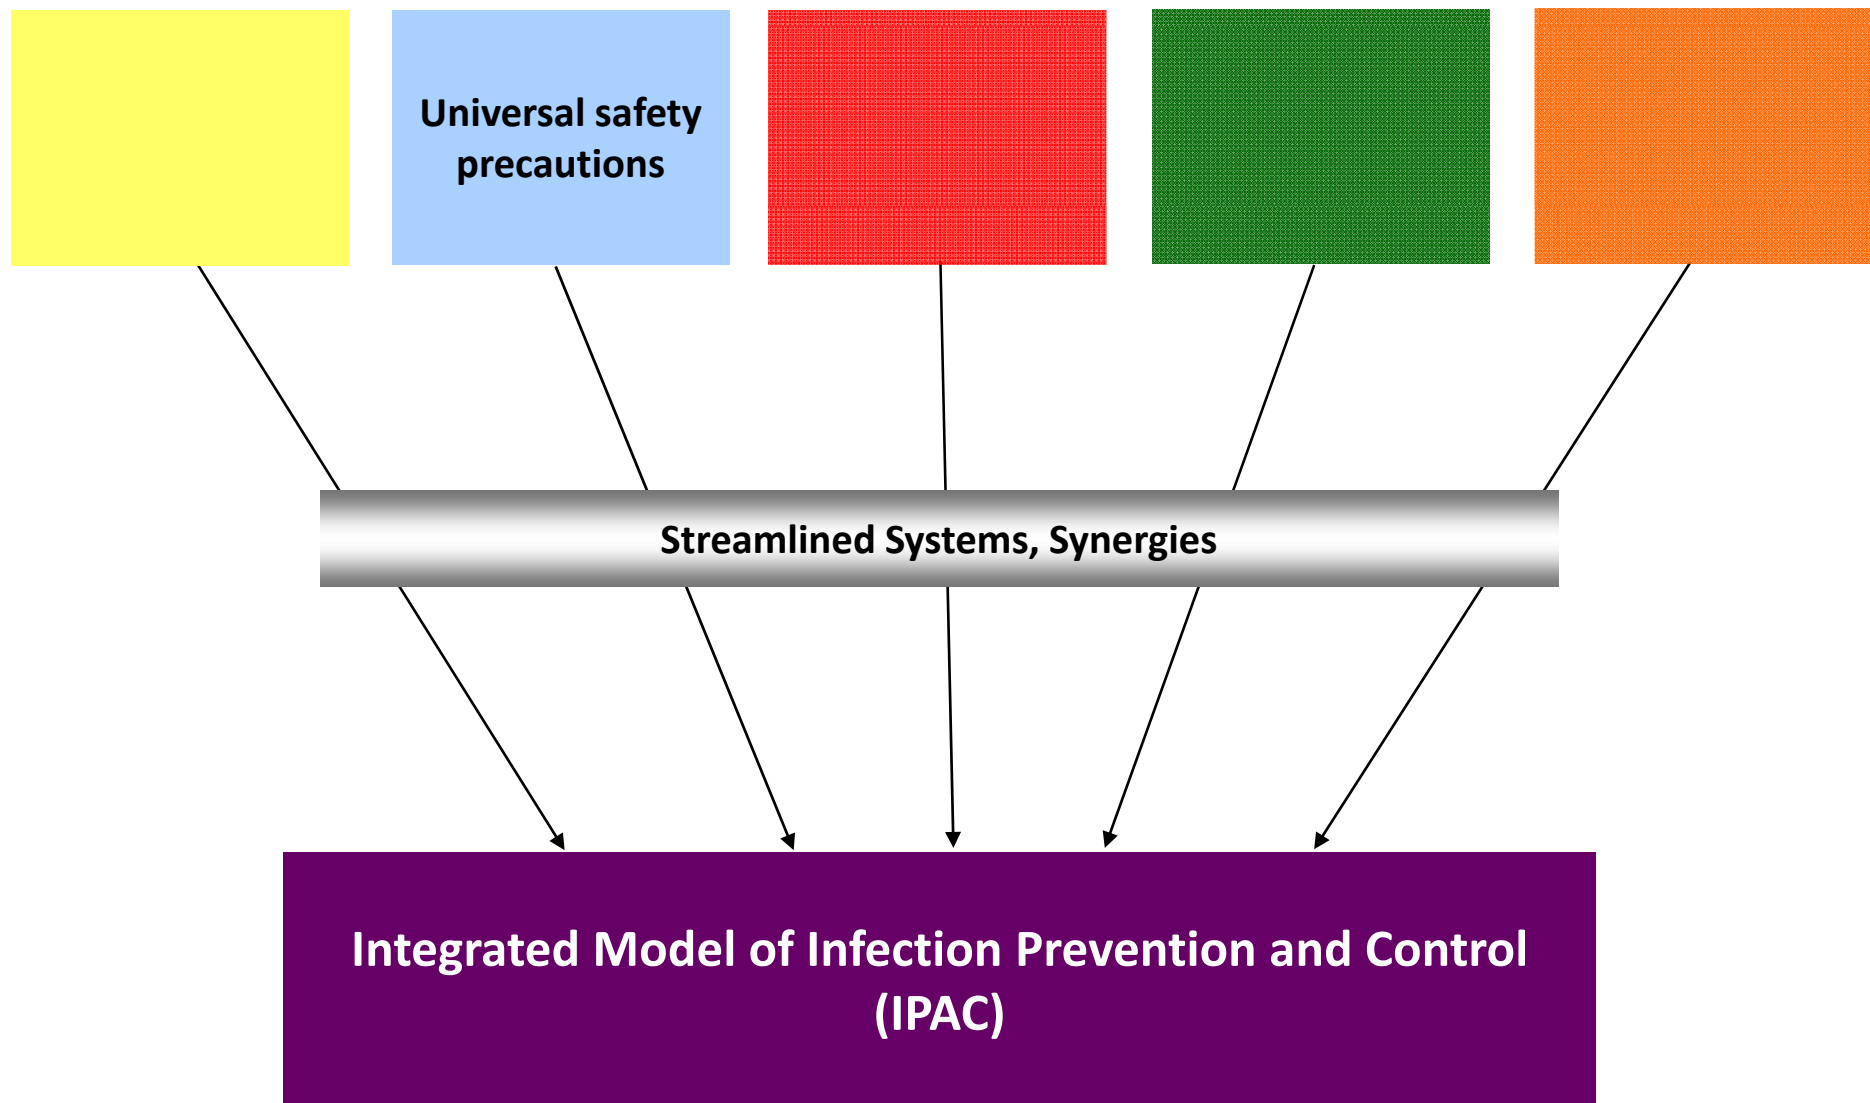 Universal safety
precautions
Streamlined Systems, Synergies
Integrated Model of Infection Prevention and Control
(IPAC)